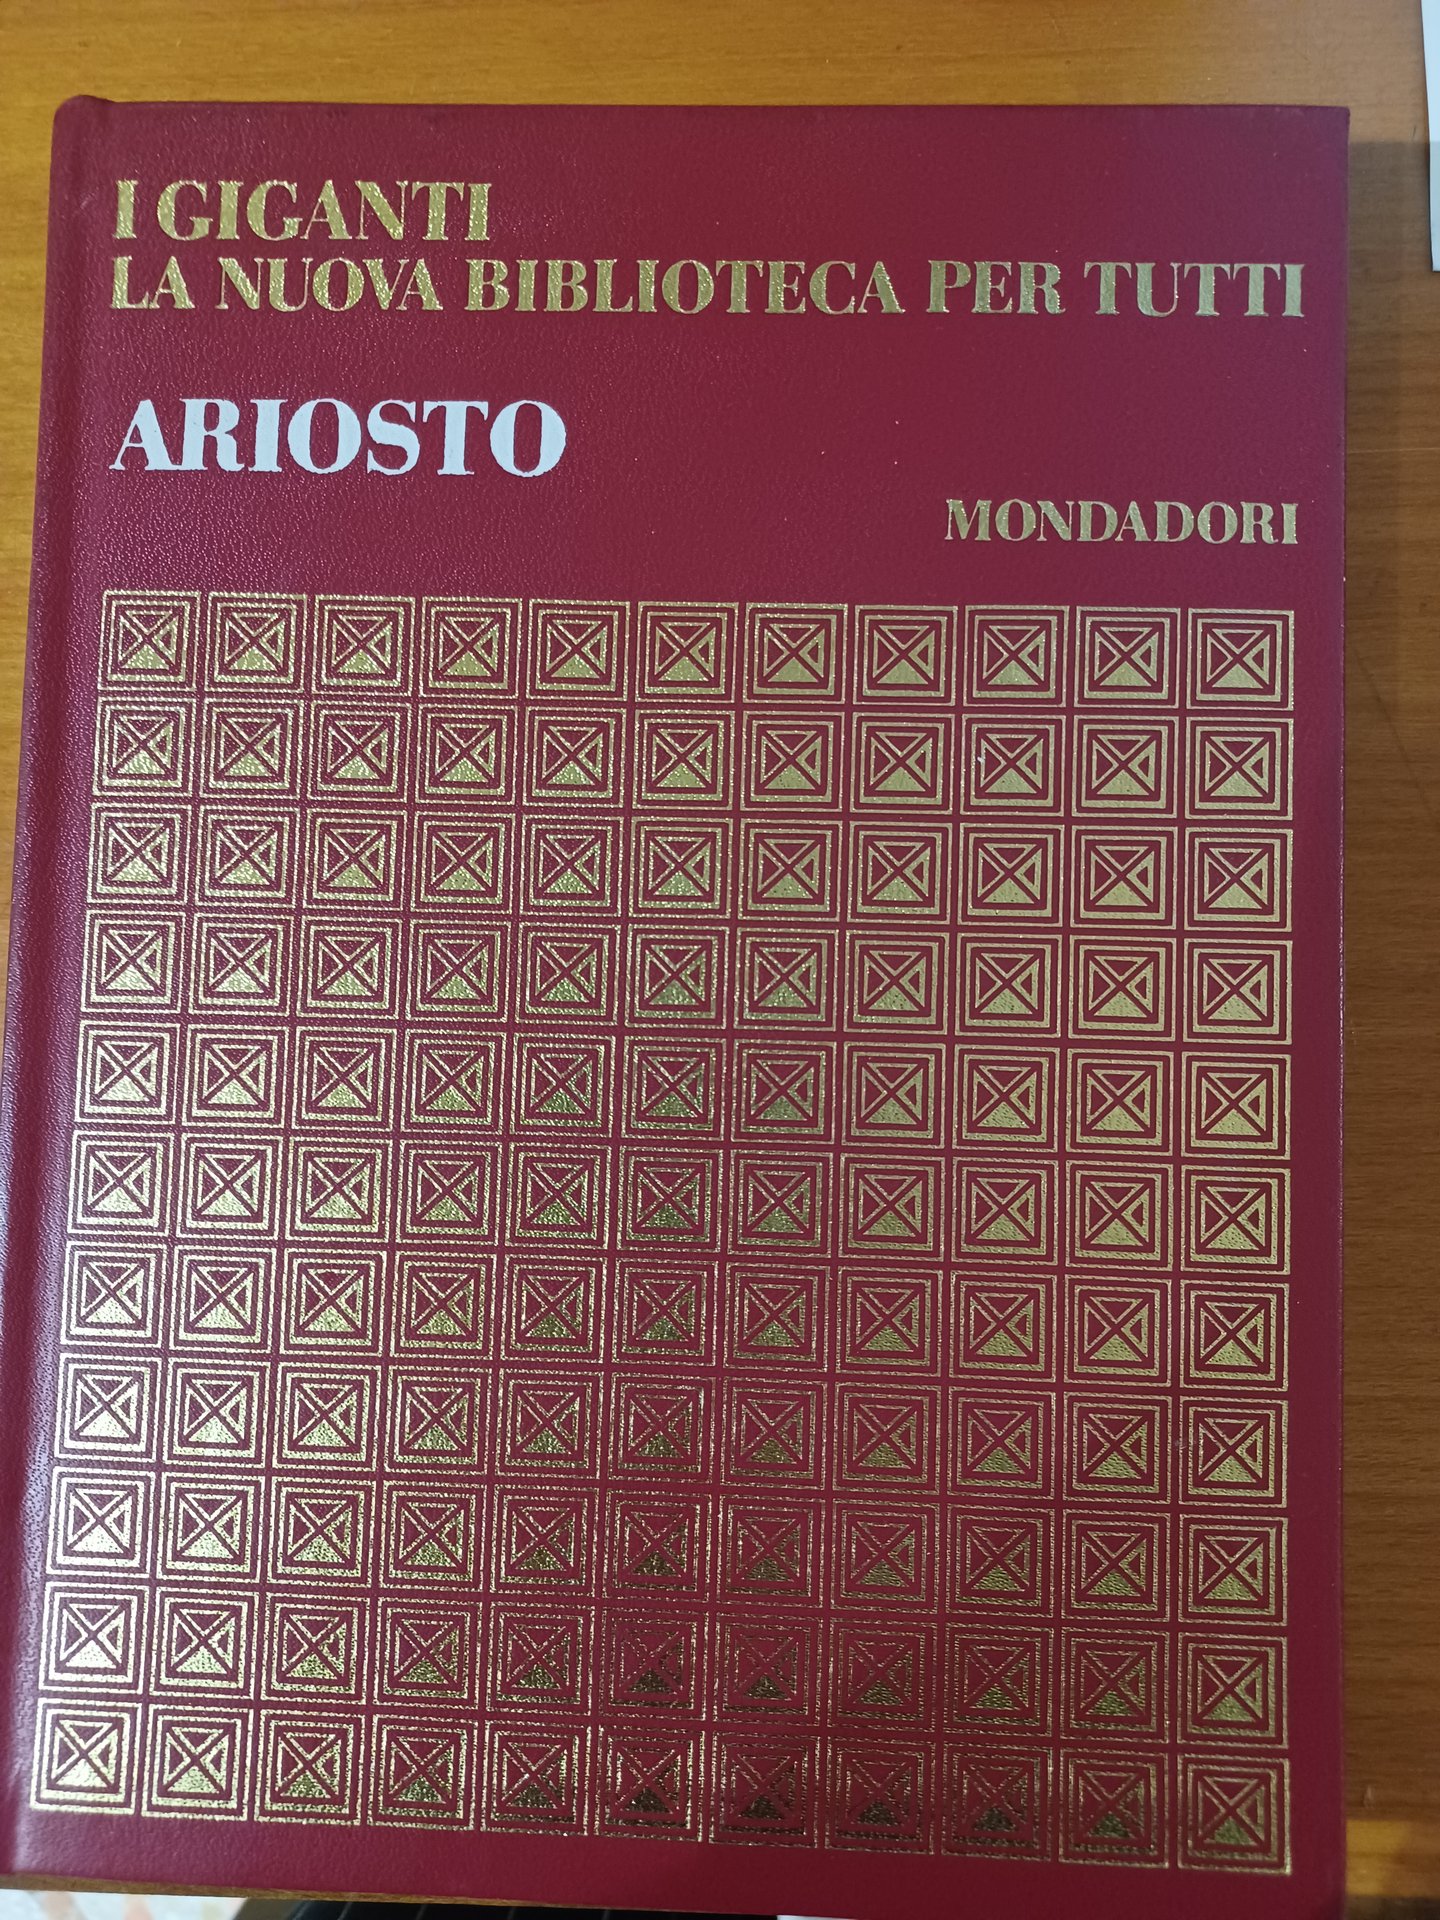 I GIGANTI
LA NUOVA BIBLIOTECA PER TUTTI
ARIOSTO
MONDADORI